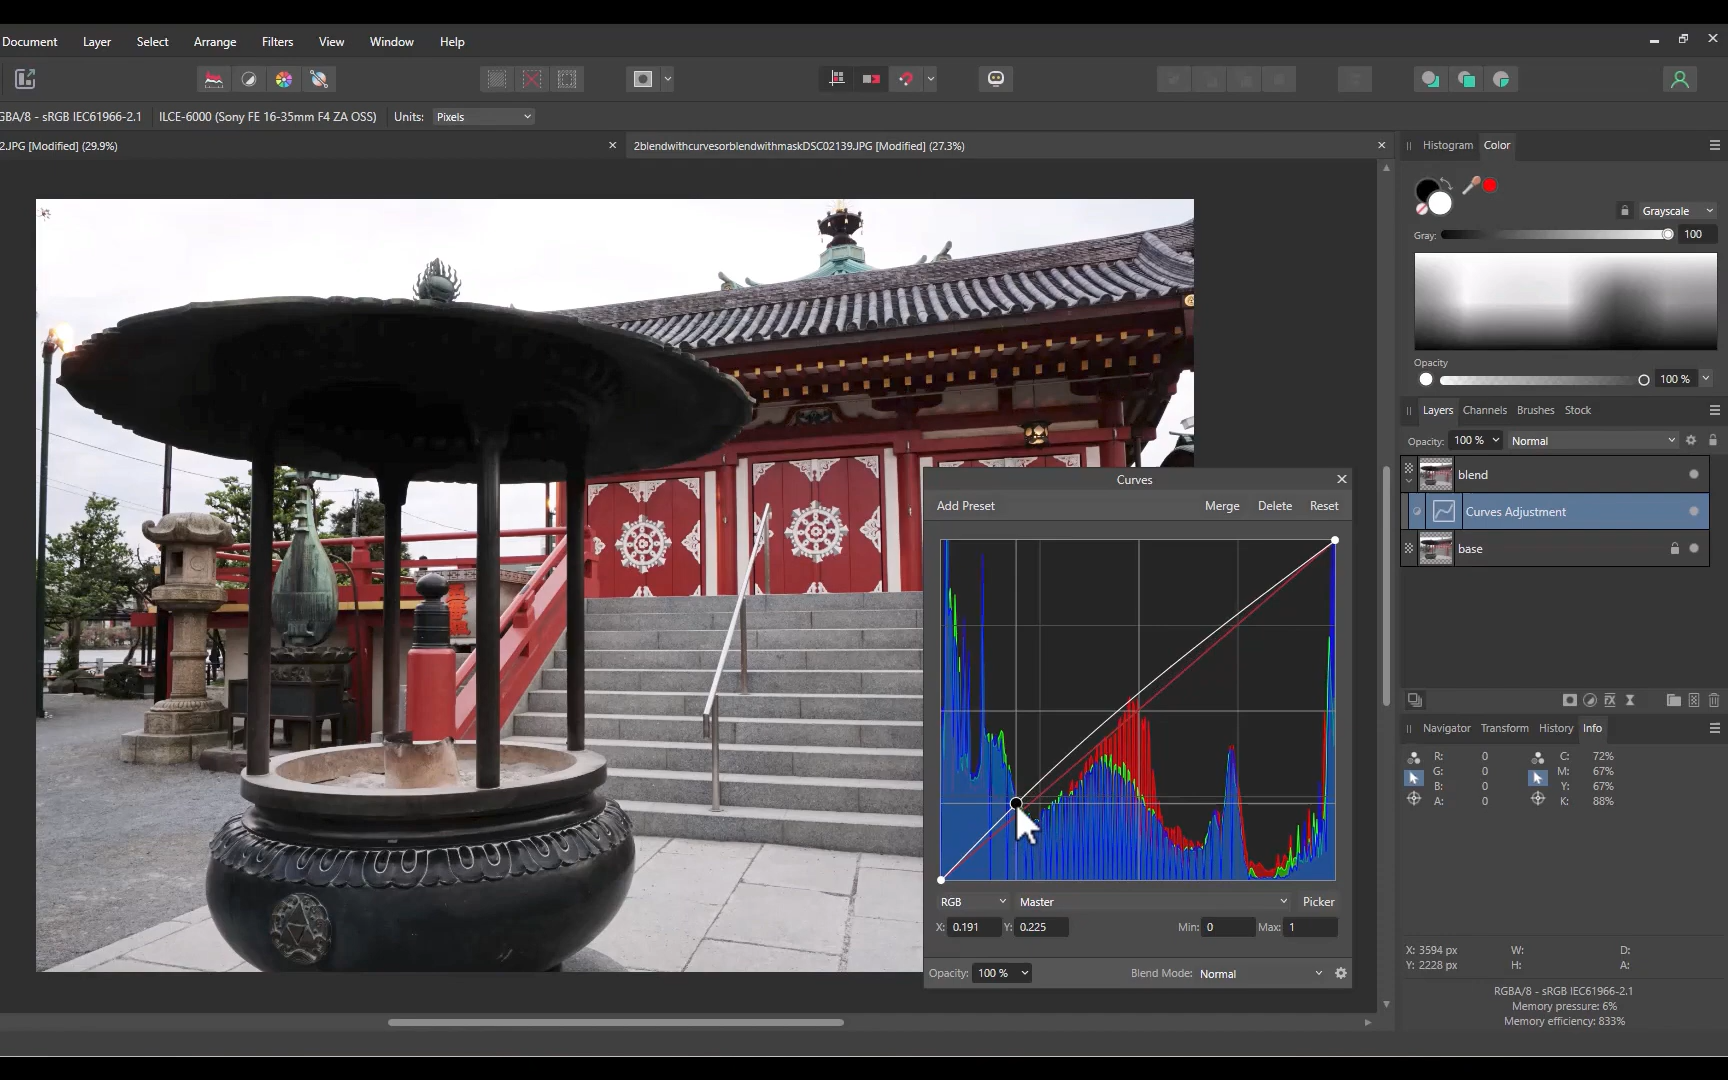 Document Layer Select Arrange Filters View Window Help
GBA/8 - sRGB IEC61966-2.1 ILCE-6000 (Sony FE 16-35mm F4 ZA OSS) Units: Pixels
2.JPG [Modified] (29.9%)
2blendwithcurvesorblendwithmaskDSC02139.JPG [Modified] (27.3%)
Histogram Color
Grayscale
Gray: 100
Opacity
100 %
Layers Channels Brushes Stock
Opacity: 100 % Normal
blend
Curves Adjustment
base
Curves
Add Preset Merge Delete Reset
RGB Master Picker
X: 0.191 Y: 0.225 Min: 0 Max: 1
Opacity: 100 % Blend Mode: Normal
Navigator Transform History Info
R: 0 C: 72%
G: 0 M: 67%
B: 0 Y: 67%
A: 0 K: 88%
X: 3594 px W: D:
Y: 2228 px H: A:
RGBA/8 - sRGB IEC61966-2.1
Memory pressure: 6%
Memory efficiency: 833%